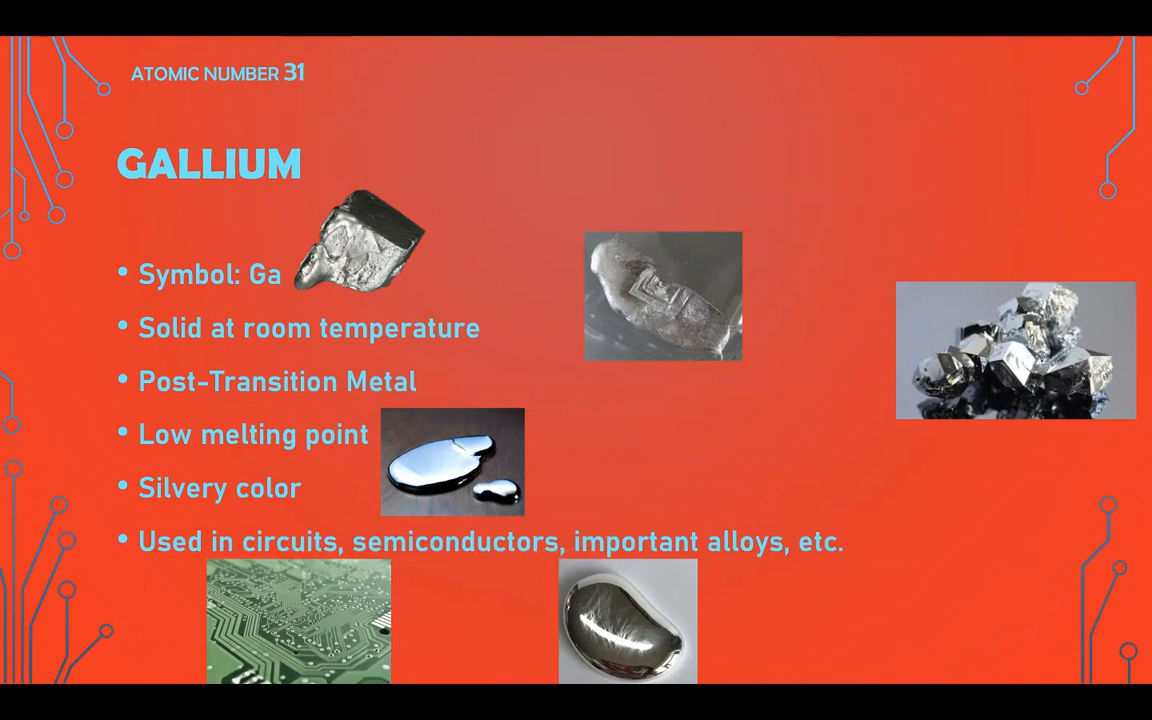 ATOMIC NUMBER 31
GALLIUM
• Symbol: Ga
• Solid at room temperature
• Post-Transition Metal
• Low melting point
• Silvery color
• Used in circuits, semiconductors, important alloys, etc.